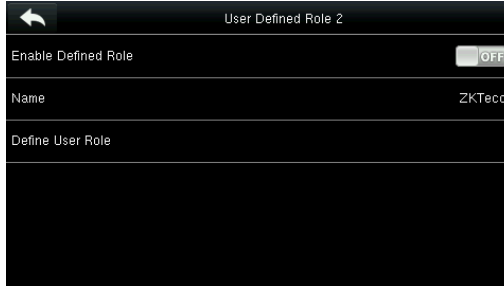 User Defined Role 2
Enable Defined Role OFF
Name ZKTeco
Define User Role